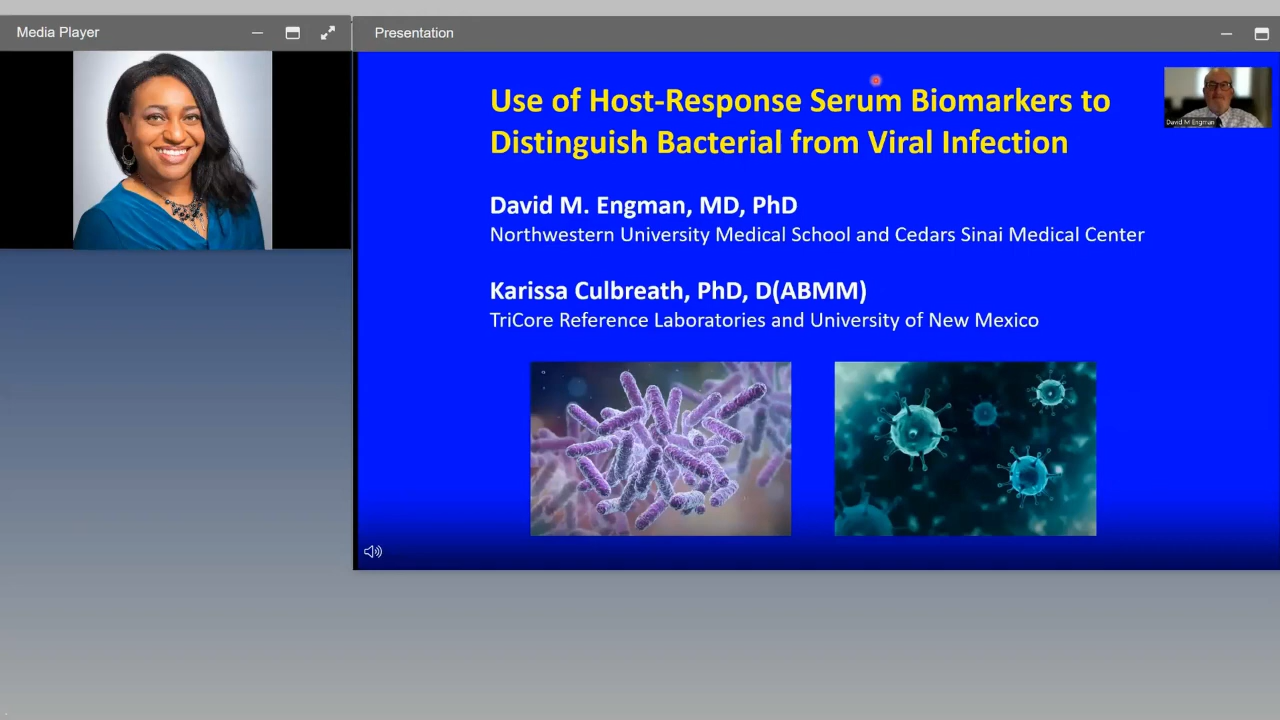 Media Player
Presentation
Use of Host-Response Serum Biomarkers to
Distinguish Bacterial from Viral Infection
David M Engman
David M. Engman, MD, PhD
Northwestern University Medical School and Cedars Sinai Medical Center
Karissa Culbreath, PhD, D(ABMM)
TriCore Reference Laboratories and University of New Mexico